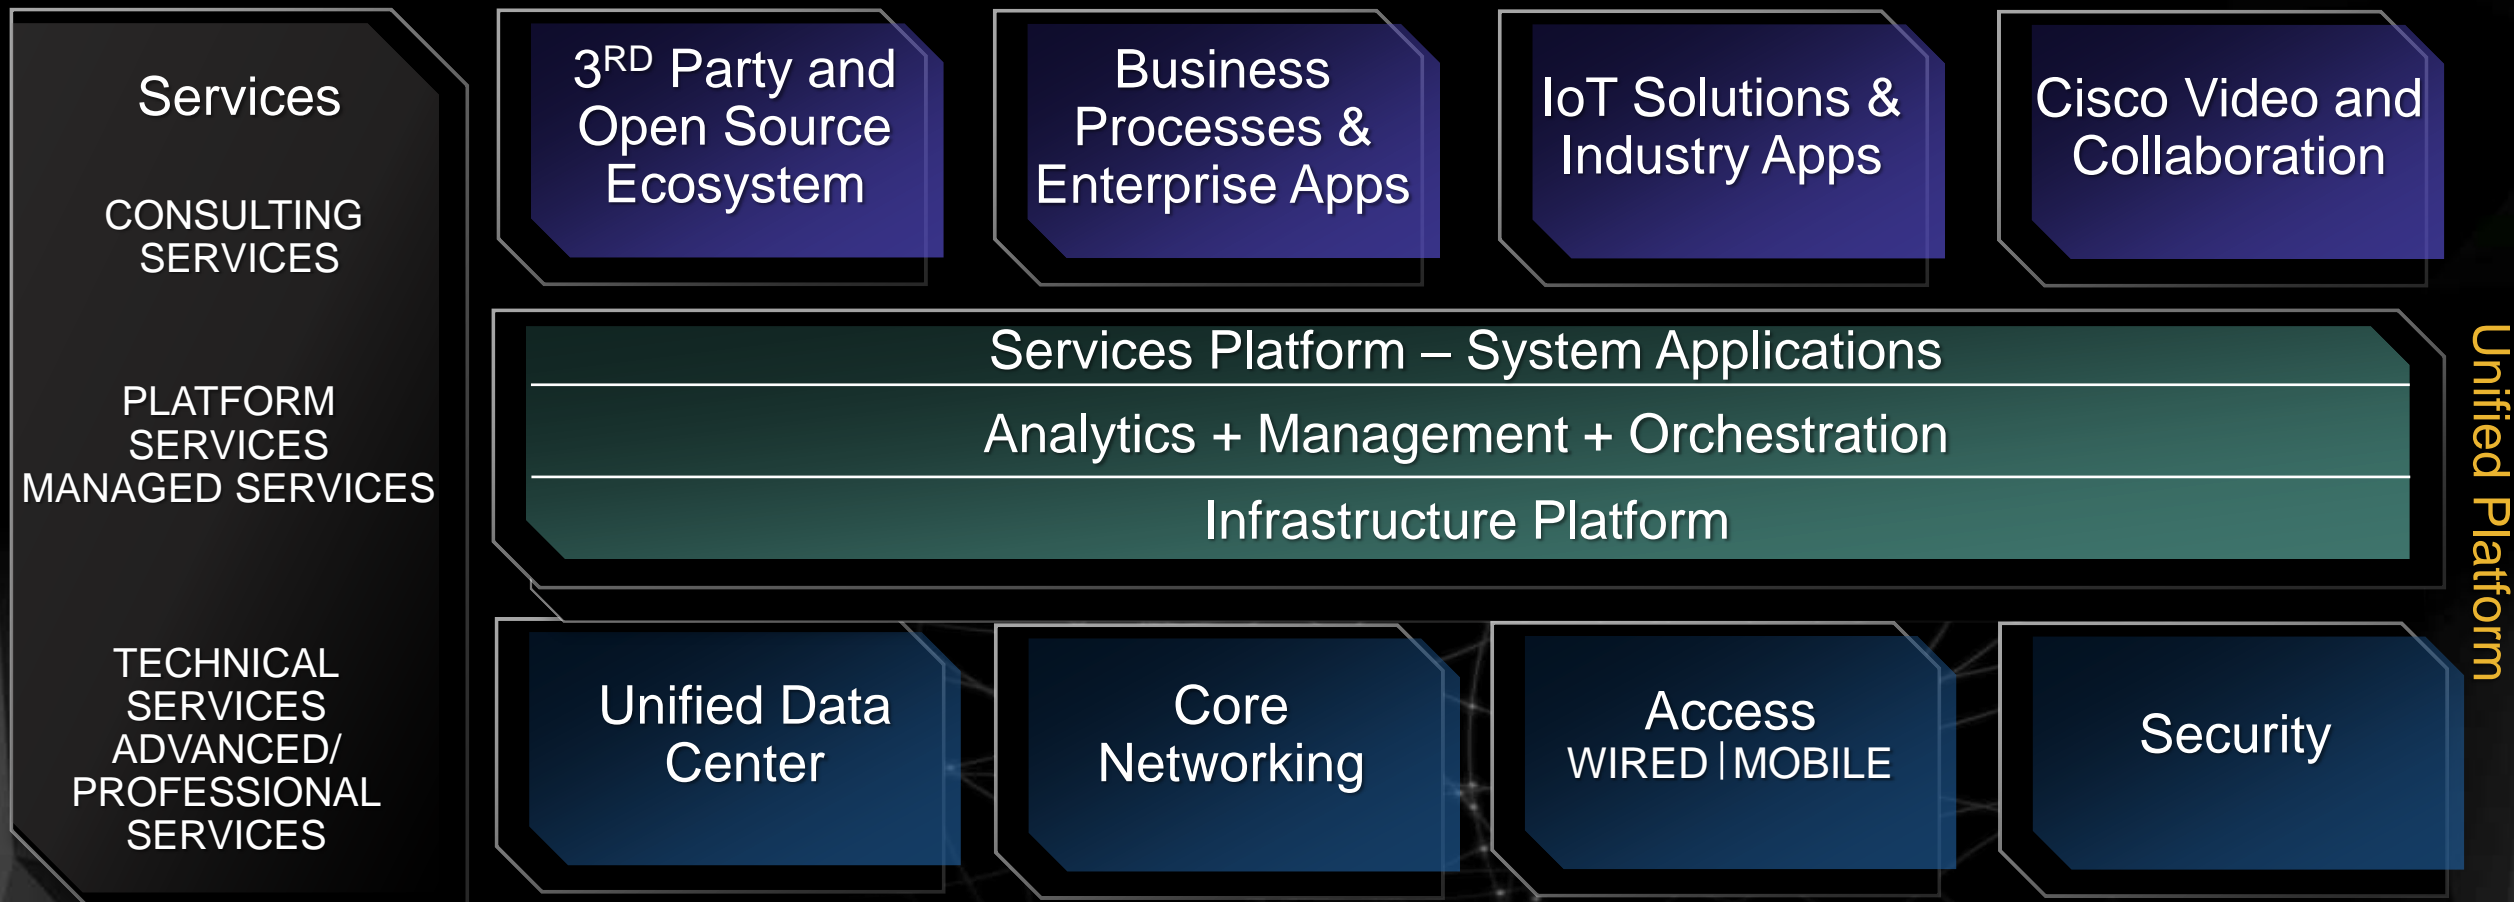 Services
CONSULTING
SERVICES
PLATFORM
SERVICES
MANAGED SERVICES
TECHNICAL
SERVICES
ADVANCED/
PROFESSIONAL
SERVICES
3RD Party and
Open Source
Ecosystem
Business
Processes &
Enterprise Apps
IoT Solutions &
Industry Apps
Cisco Video and
Collaboration
Services Platform – System Applications
Analytics + Management + Orchestration
Infrastructure Platform
Unified Platform
Unified Data
Center
Core
Networking
Access
WIRED | MOBILE
Security